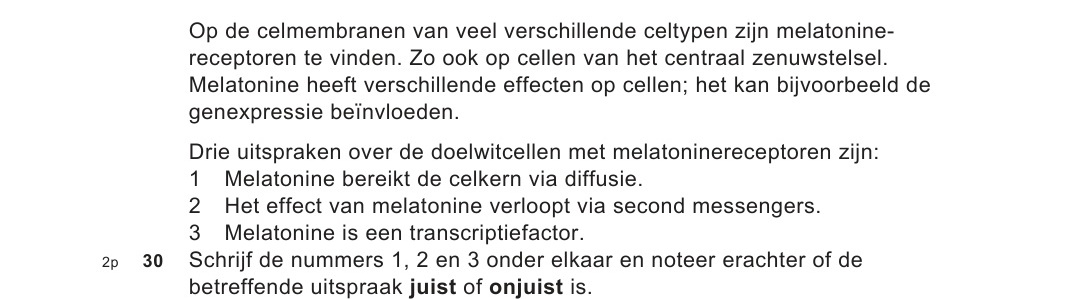 Op de celmembranen van veel verschillende celtypen zijn melatonine-
receptoren te vinden. Zo ook op cellen van het centraal zenuwstelsel.
Melatonine heeft verschillende effecten op cellen; het kan bijvoorbeeld de
genexpressie beïnvloeden.
Drie uitspraken over de doelwitcellen met melatoninereceptoren zijn:
1 Melatonine bereikt de celkern via diffusie.
2 Het effect van melatonine verloopt via second messengers.
3 Melatonine is een transcriptiefactor.
2p 30 Schrijf de nummers 1, 2 en 3 onder elkaar en noteer erachter of de
betreffende uitspraak juist of onjuist is.